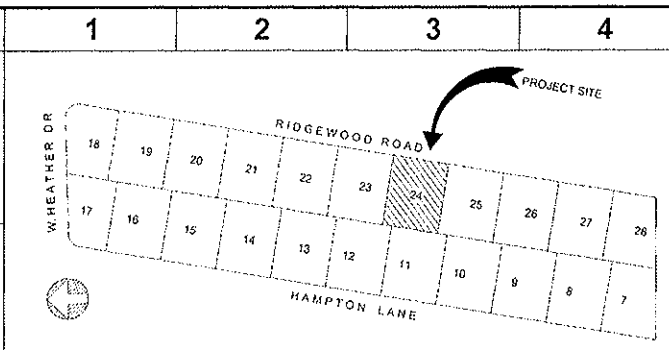 1 2 3 4
PROJECT SITE
RIDGEWOOD ROAD
W.HEATHER DR
18 19 20 21 22 23 24 25 26 27 28
17 16 15 14 13 12 11 10 9 8 7
HAMPTON LANE